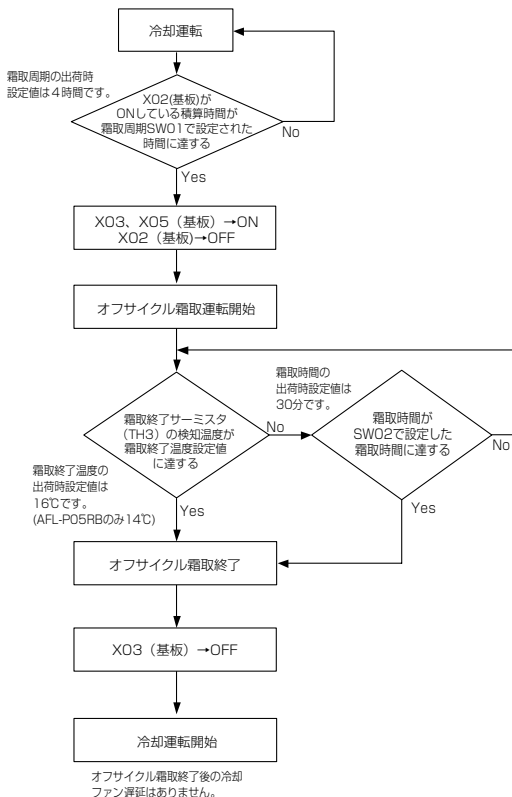 冷却運転
霜取周期の出荷時
設定値は４時間です。
X02(基板)が
ONしている積算時間が
霜取周期SW01で設定された
時間に達する
No
Yes
X03、X05（基板）→ON
X02（基板)→OFF
オフサイクル霜取運転開始
霜取時間の
出荷時設定値は
30分です。
霜取終了サーミスタ
（TH3）の検知温度が
霜取終了温度設定値
に達する
No
霜取時間が
SW02で設定した
霜取時間に達する
No
霜取終了温度の
出荷時設定値は
16℃です。
(AFL-P05RBのみ14℃)
Yes
Yes
オフサイクル霜取終了
X03（基板）→OFF
冷却運転開始
オフサイクル霜取終了後の冷却
ファン遅延はありません。